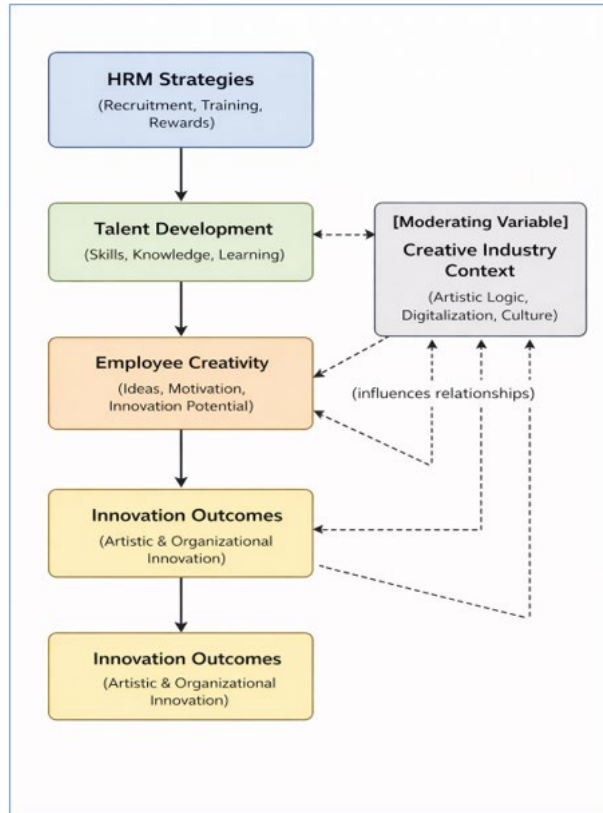 HRM Strategies
(Recruitment, Training,
Rewards)
Talent Development
(Skills, Knowledge, Learning)
[Moderating Variable]
Creative Industry
Context
(Artistic Logic,
Digitalization, Culture)
Employee Creativity
(Ideas, Motivation,
Innovation Potential)
(influences relationships)
Innovation Outcomes
(Artistic & Organizational
Innovation)
Innovation Outcomes
(Artistic & Organizational
Innovation)